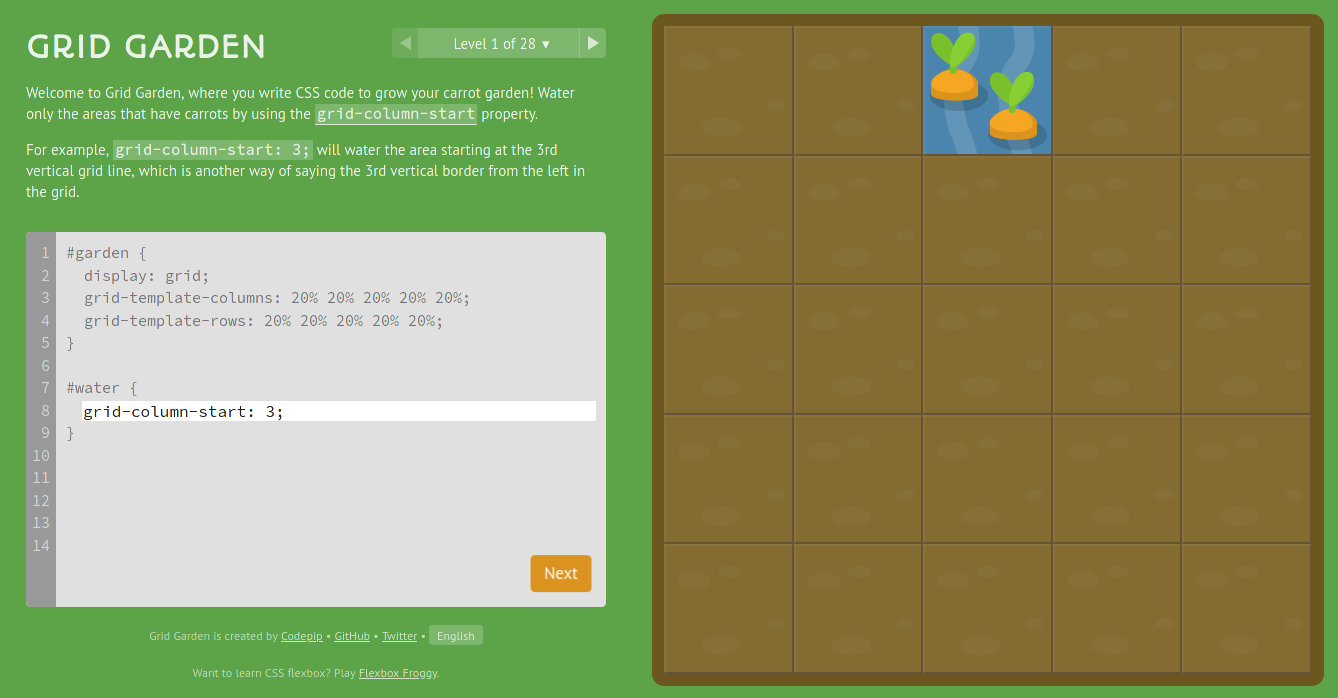 GRID GARDEN
Level 1 of 28 ▾
Welcome to Grid Garden, where you write CSS code to grow your carrot garden! Water
only the areas that have carrots by using the grid-column-start property.
For example, grid-column-start: 3; will water the area starting at the 3rd
vertical grid line, which is another way of saying the 3rd vertical border from the left in
the grid.
1 #garden {
2 display: grid;
3 grid-template-columns: 20% 20% 20% 20% 20%;
4 grid-template-rows: 20% 20% 20% 20% 20%;
5 }
6
7 #water {
8 grid-column-start: 3;
9 }
10
11
12
13
14
Next
Grid Garden is created by Codepip • GitHub • Twitter • English
Want to learn CSS flexbox? Play Flexbox Froggy.